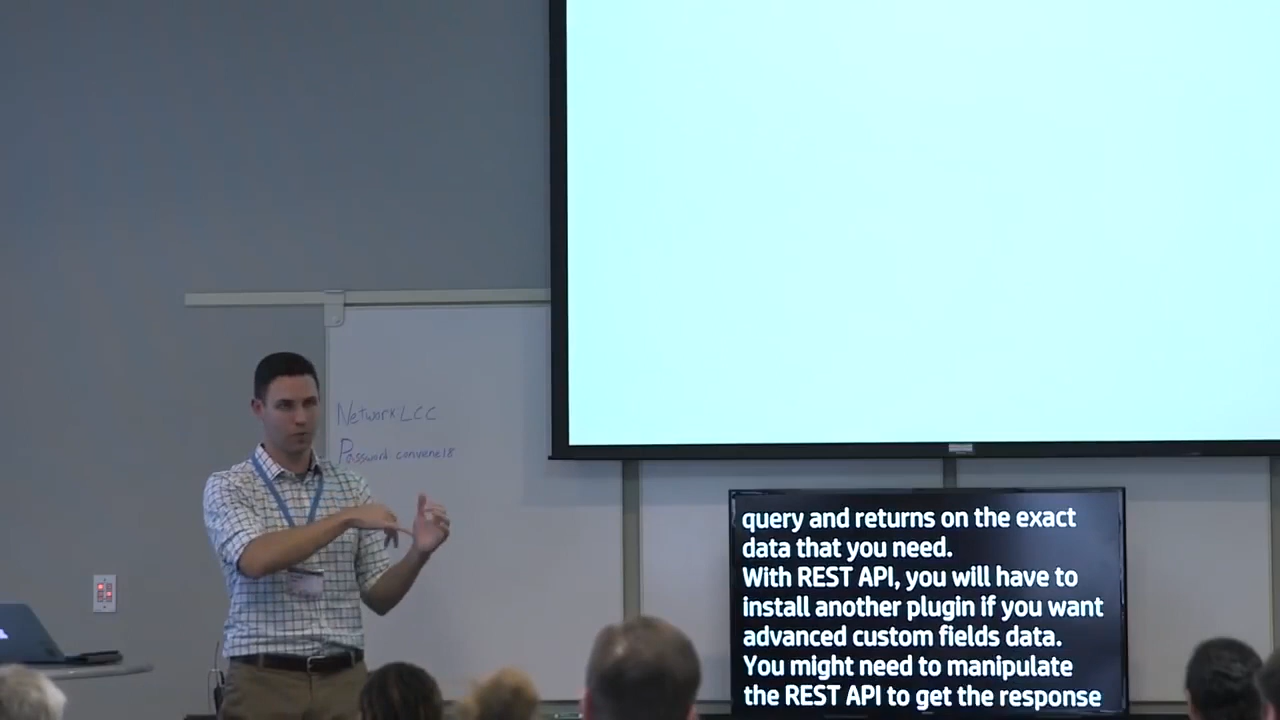 Network LCC
Password convene18
query and returns on the exact
data that you need.
With REST API, you will have to
install another plugin if you want
advanced custom fields data.
You might need to manipulate
the REST API to get the response